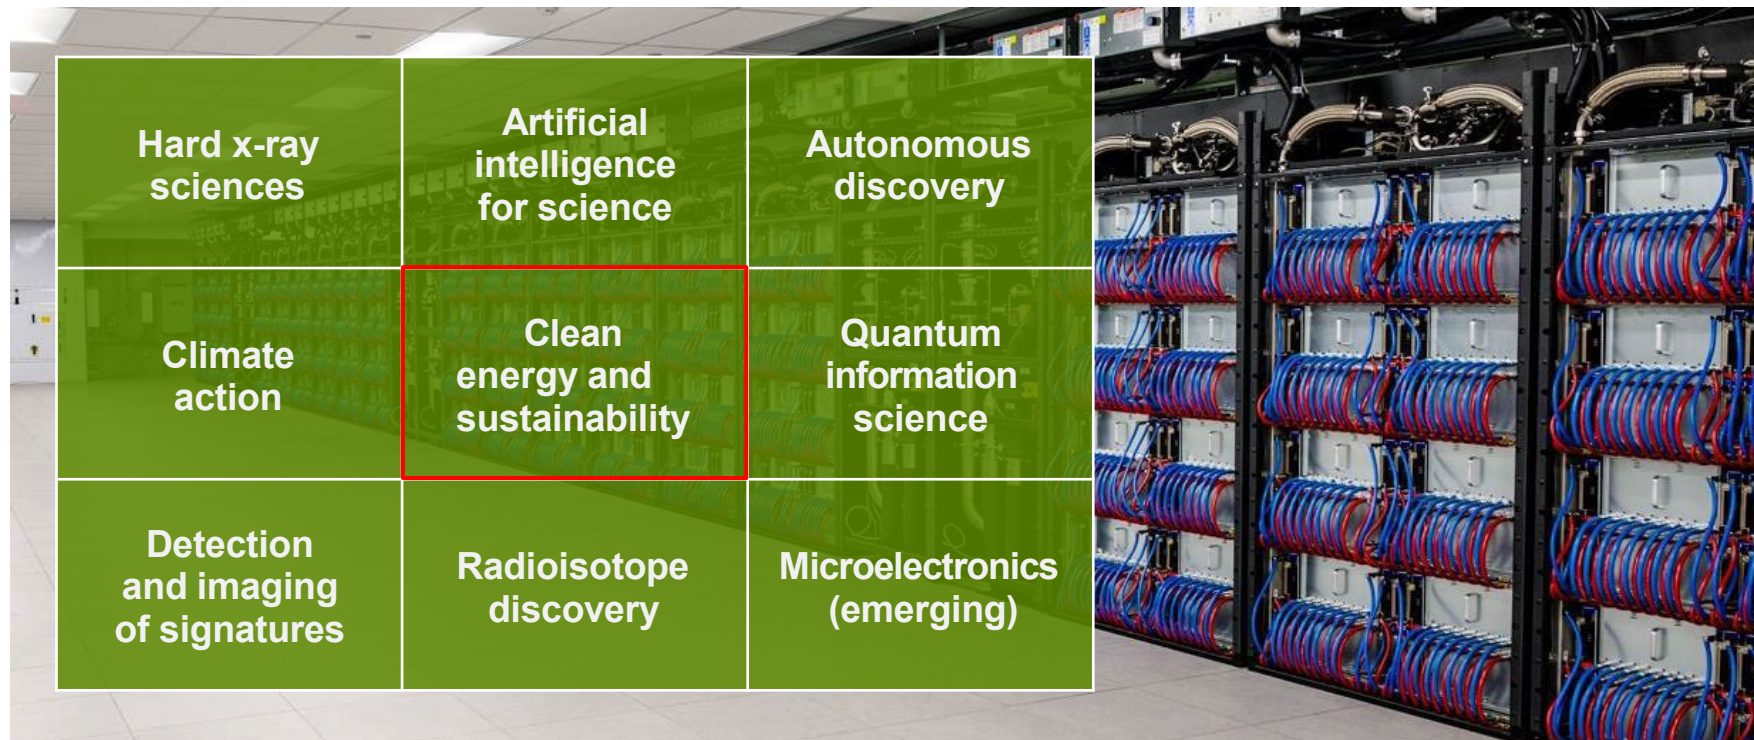 Hard x-ray
sciences
Artificial
intelligence
for science
Autonomous
discovery
Climate
action
Clean
energy and
sustainability
Quantum
information
science
Detection
and imaging
of signatures
Radioisotope
discovery
Microelectronics
(emerging)